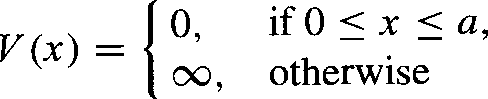 V(x) = { 0, if 0 ≤ x ≤ a,
∞, otherwise